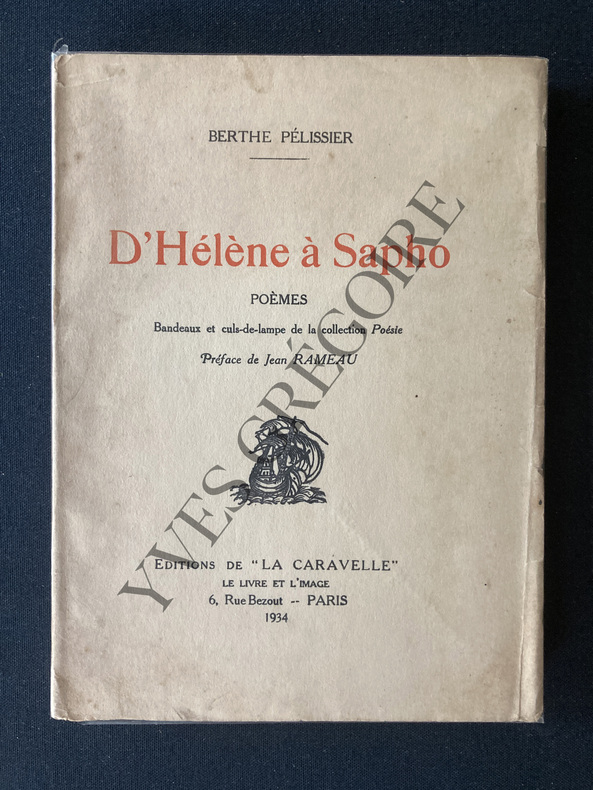 BERTHE PÉLISSIER
D'Hélène à Sapho
POÈMES
Bandeaux et culs-de-lampe de la collection Poésie
Préface de Jean RAMEAU
EDITIONS DE "LA CARAVELLE"
LE LIVRE ET L'IMAGE
6, Rue Bezout -- PARIS
1934
YVES GRÉGOIRE